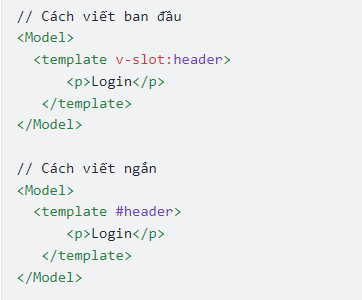 // Cách viết ban đầu
<Model>
  <template v-slot:header>
      <p>Login</p>
   </template>
</Model>

// Cách viết ngắn
<Model>
  <template #header>
      <p>Login</p>
   </template>
</Model>